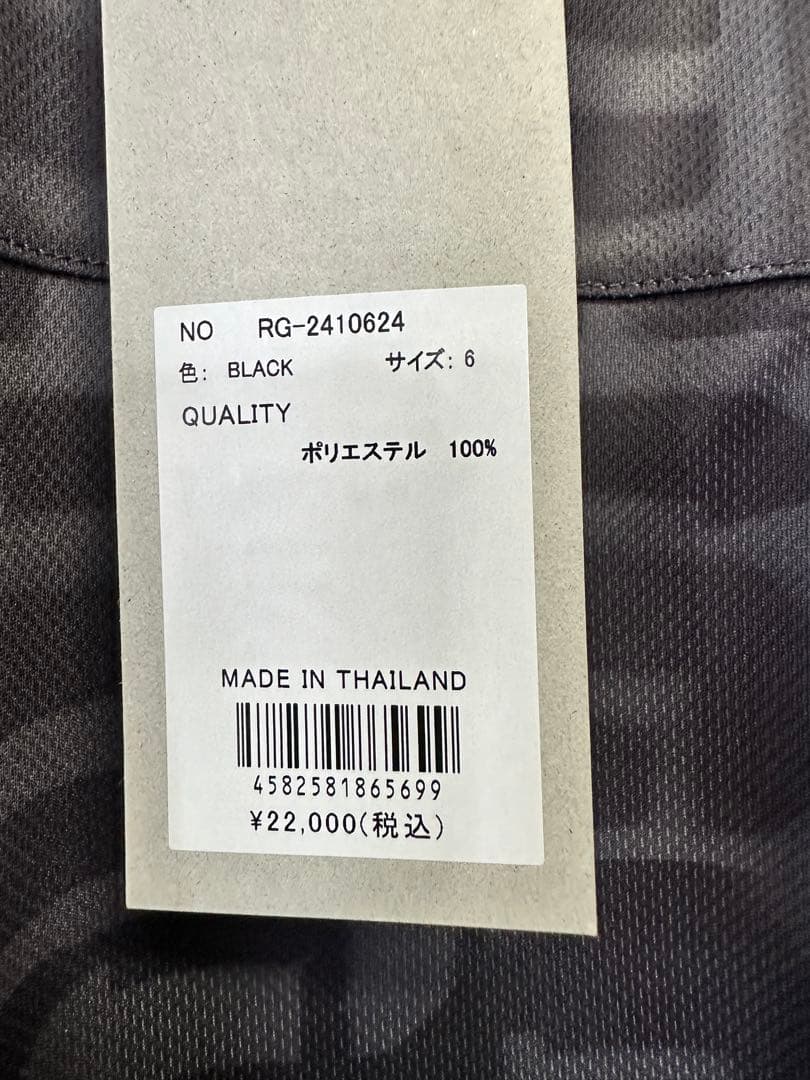 NO RG-2410624
色: BLACK サイズ: 6
QUALITY
ポリエステル 100%
MADE IN THAILAND
4582581865699
¥22,000(税込)